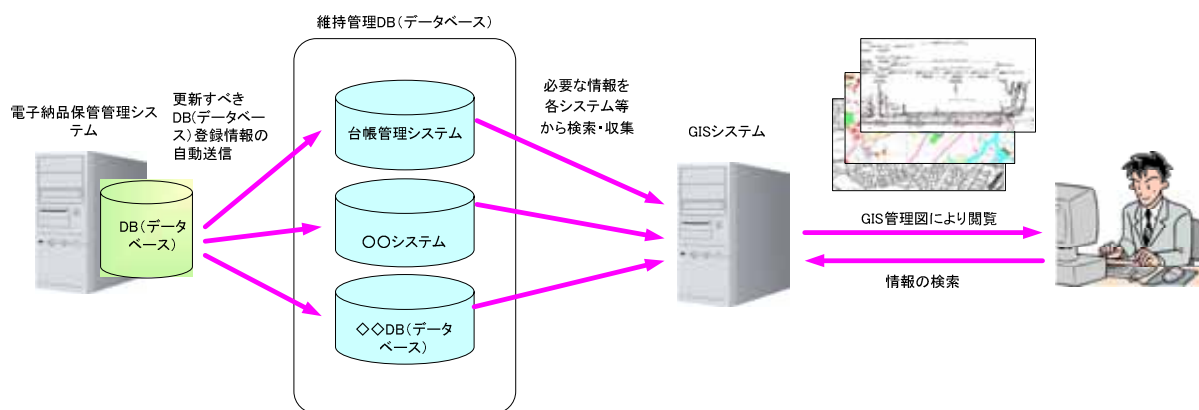 維持管理DB（データベース）
電子納品保管管理シス
テム
更新すべき
DB（データベー
ス）登録情報の
自動送信
DB（データ
ベース）
台帳管理システム
〇〇システム
◇◇DB（データ
ベース）
必要な情報を
各システム等
から検索・収集
GISシステム
GIS管理図により閲覧
情報の検索